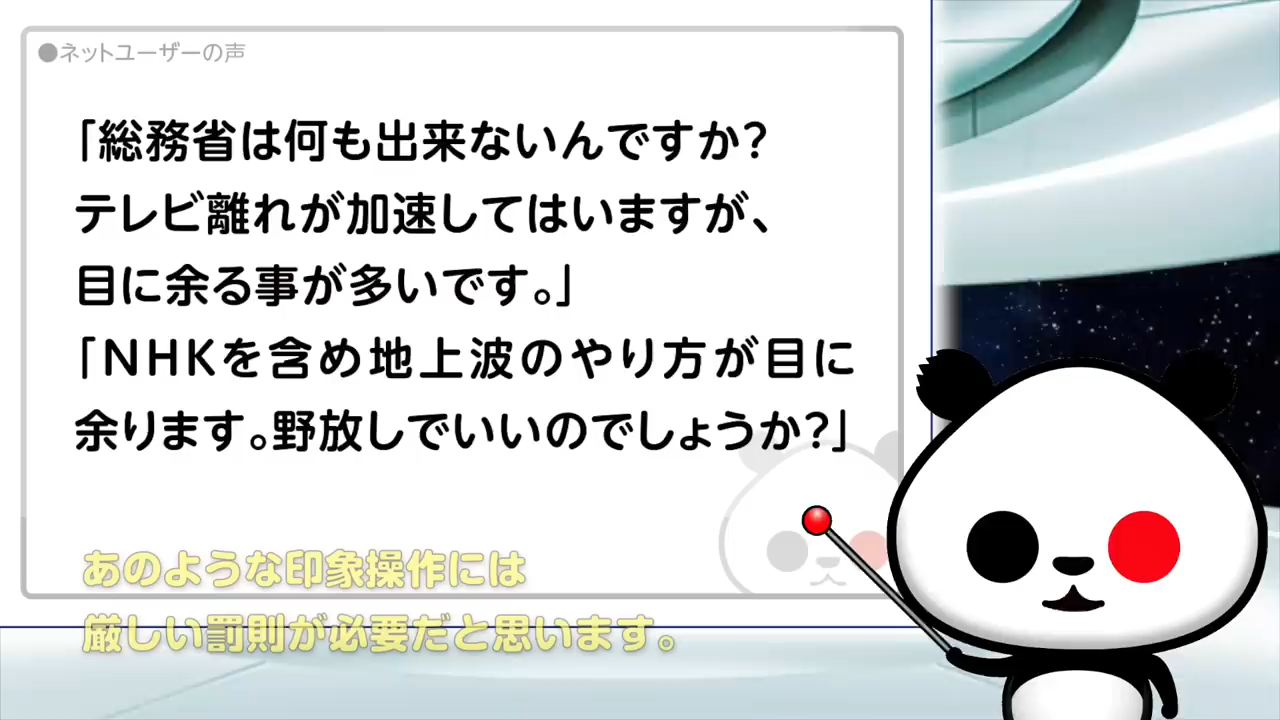 ●ネットユーザーの声
「総務省は何も出来ないんですか?
テレビ離れが加速してはいますが、
目に余る事が多いです。」
「NHKを含め地上波のやり方が目に
余ります。野放しでいいのでしょうか?」
あのような印象操作には
厳しい罰則が必要だと思います。